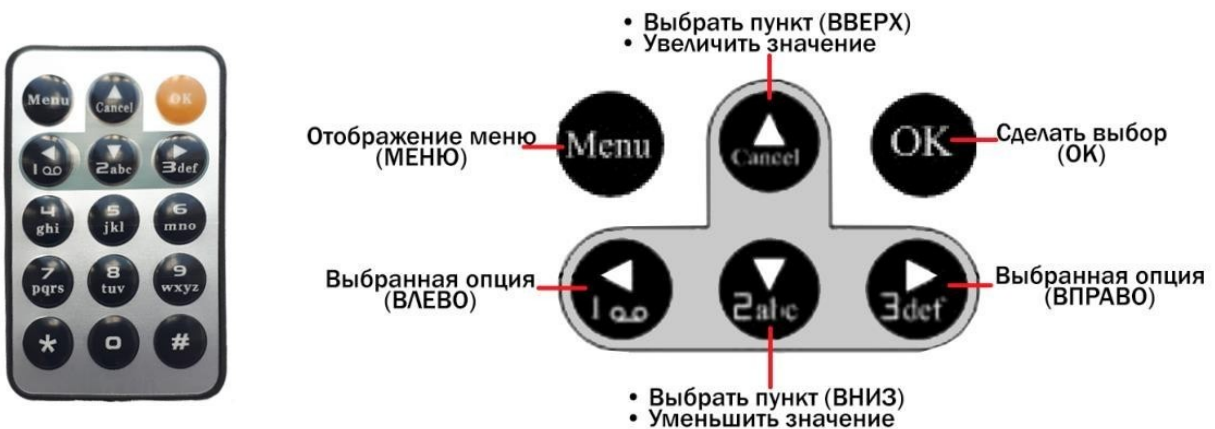 Menu
Cancel
OK
1
2abc
3def
4
ghi
5
jkl
6
mno
7
pqrs
8
tuv
9
wxyz
*
0
#
• Выбрать пункт (ВВЕРХ)
• Увеличить значение
Отображение меню
(МЕНЮ)
Menu
Cancel
OK
Сделать выбор
(ОК)
Выбранная опция
(ВЛЕВО)
1
2abc
3def
Выбранная опция
(ВПРАВО)
• Выбрать пункт (ВНИЗ)
• Уменьшить значение